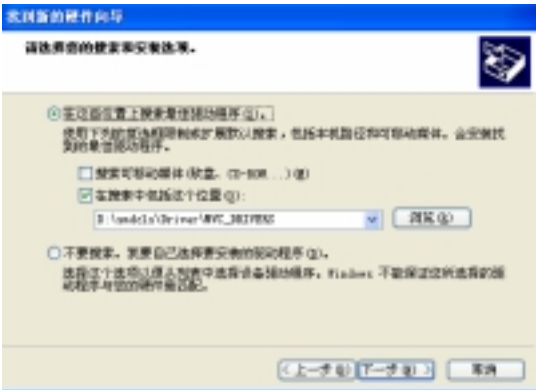 找到新的硬件向导
请选择您的搜索和安装选项。
在这些位置上搜索最佳驱动程序(S)。
使用下列的复选框限制或扩展默认搜索，包括本机路径和可移动媒体。会安装找
到的最佳驱动程序。
搜索可移动媒体(软盘、CD-ROM...)(M)
在搜索中包括这个位置(O):
D:\
浏览(R)
不要搜索。我要自己选择要安装的驱动程序(D)。
选择这个选项以便从列表中选择设备驱动程序。Windows 不能保证您所选择的驱
动程序与您的硬件最匹配。
<上一步(B) 下一步(N)> 取消